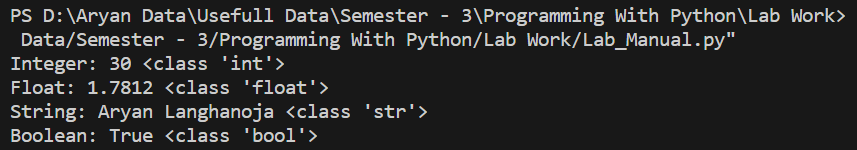 PS D:\Aryan Data\Usefull Data\Semester - 3\Programming With Python\Lab Work>
Data/Semester - 3/Programming With Python/Lab Work/Lab_Manual.py"
Integer: 30 <class 'int'>
Float: 1.7812 <class 'float'>
String: Aryan Langhanoja <class 'str'>
Boolean: True <class 'bool'>